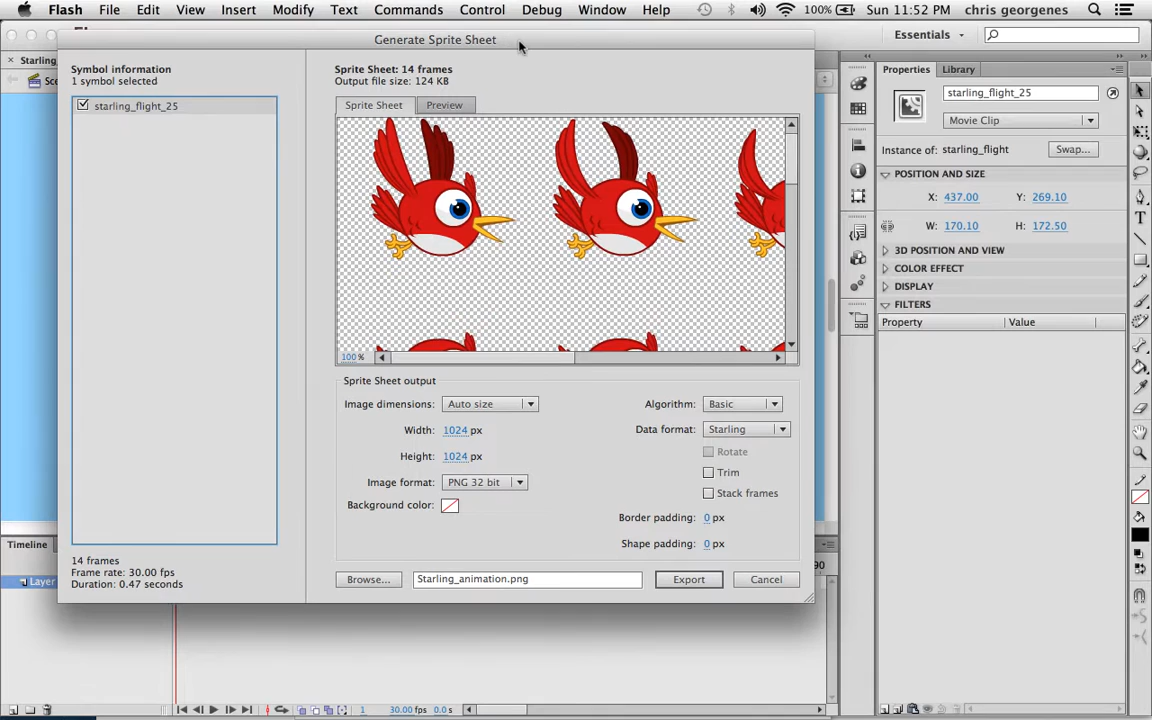 Flash File Edit View Insert Modify Text Commands Control Debug Window Help 100% Sun 11:52 PM chris georgenes
Essentials
Starling
Generate Sprite Sheet
Symbol information
1 symbol selected
starling_flight_25
14 frames
Frame rate: 30.00 fps
Duration: 0.47 seconds
Sprite Sheet: 14 frames
Output file size: 124 KB
Sprite Sheet Preview
100 %
Sprite Sheet output
Image dimensions: Auto size
Width: 1024 px
Height: 1024 px
Image format: PNG 32 bit
Background color:
Algorithm: Basic
Data format: Starling
Rotate
Trim
Stack frames
Border padding: 0 px
Shape padding: 0 px
Browse... Starling_animation.png Export Cancel
Properties Library
starling_flight_25
Movie Clip
Instance of: starling_flight Swap...
POSITION AND SIZE
X: 437.00 Y: 269.10
W: 170.10 H: 172.50
3D POSITION AND VIEW
COLOR EFFECT
DISPLAY
FILTERS
Property Value
Timeline
90
Layer
1 30.00 fps 0.0 s